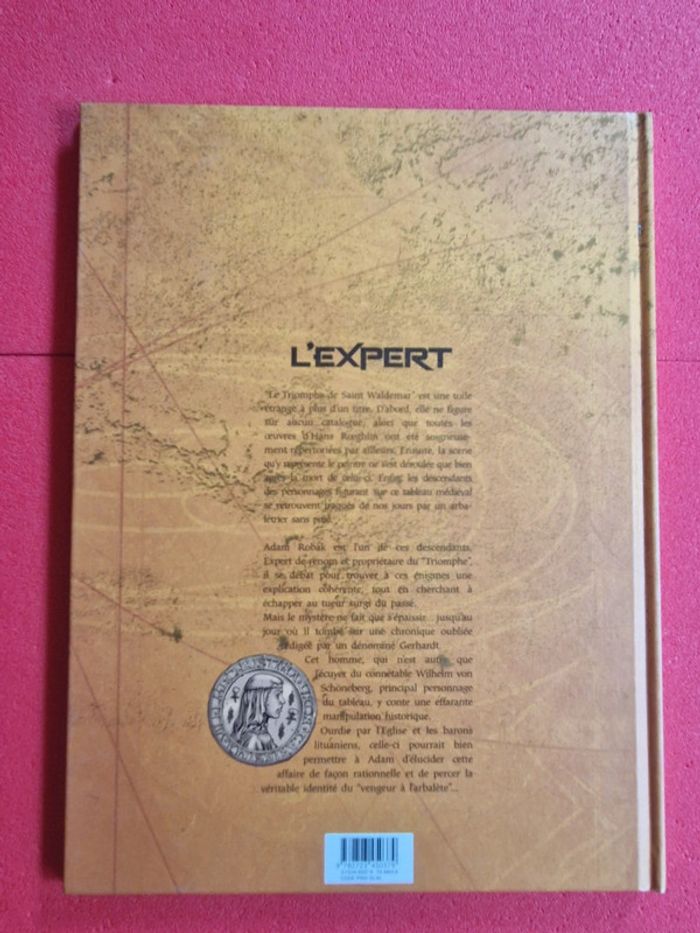 L'EXPERT
"Le Triomphe de Saint Waldemar" est une toile
étrange à plus d'un titre. D'abord, elle ne figure
sur aucun catalogue, alors que toutes les
œuvres d'Hans Rœghlin ont été soigneuse-
ment répertoriées par ailleurs. Ensuite, la scène
qu'y représente le peintre ne s'est déroulée que bien
après la mort de celui-ci. Enfin, les descendants
des personnages figurant sur ce tableau médiéval
se retrouvent traqués de nos jours par un arba-
létrier sans pitié.
Adam Robak est l'un de ces descendants.
Expert de renom et propriétaire du "Triomphe",
il se débat pour trouver à ces énigmes une
explication cohérente, tout en cherchant à
échapper au tueur surgi du passé.
Mais le mystère ne fait que s'épaissir... jusqu'au
jour où il tombe sur une chronique oubliée
rédigée par un dénommé Gerhardt.
Cet homme, qui n'est autre que
l'écuyer du connétable Wilhelm von
Schöneberg, principal personnage
du tableau, y conte une effarante
manipulation historique.
Ourdie par l'Eglise et les barons
lituaniens, celle-ci pourrait bien
permettre à Adam d'élucider cette
affaire de façon rationnelle et de percer la
véritable identité du "vengeur à l'arbalète"...